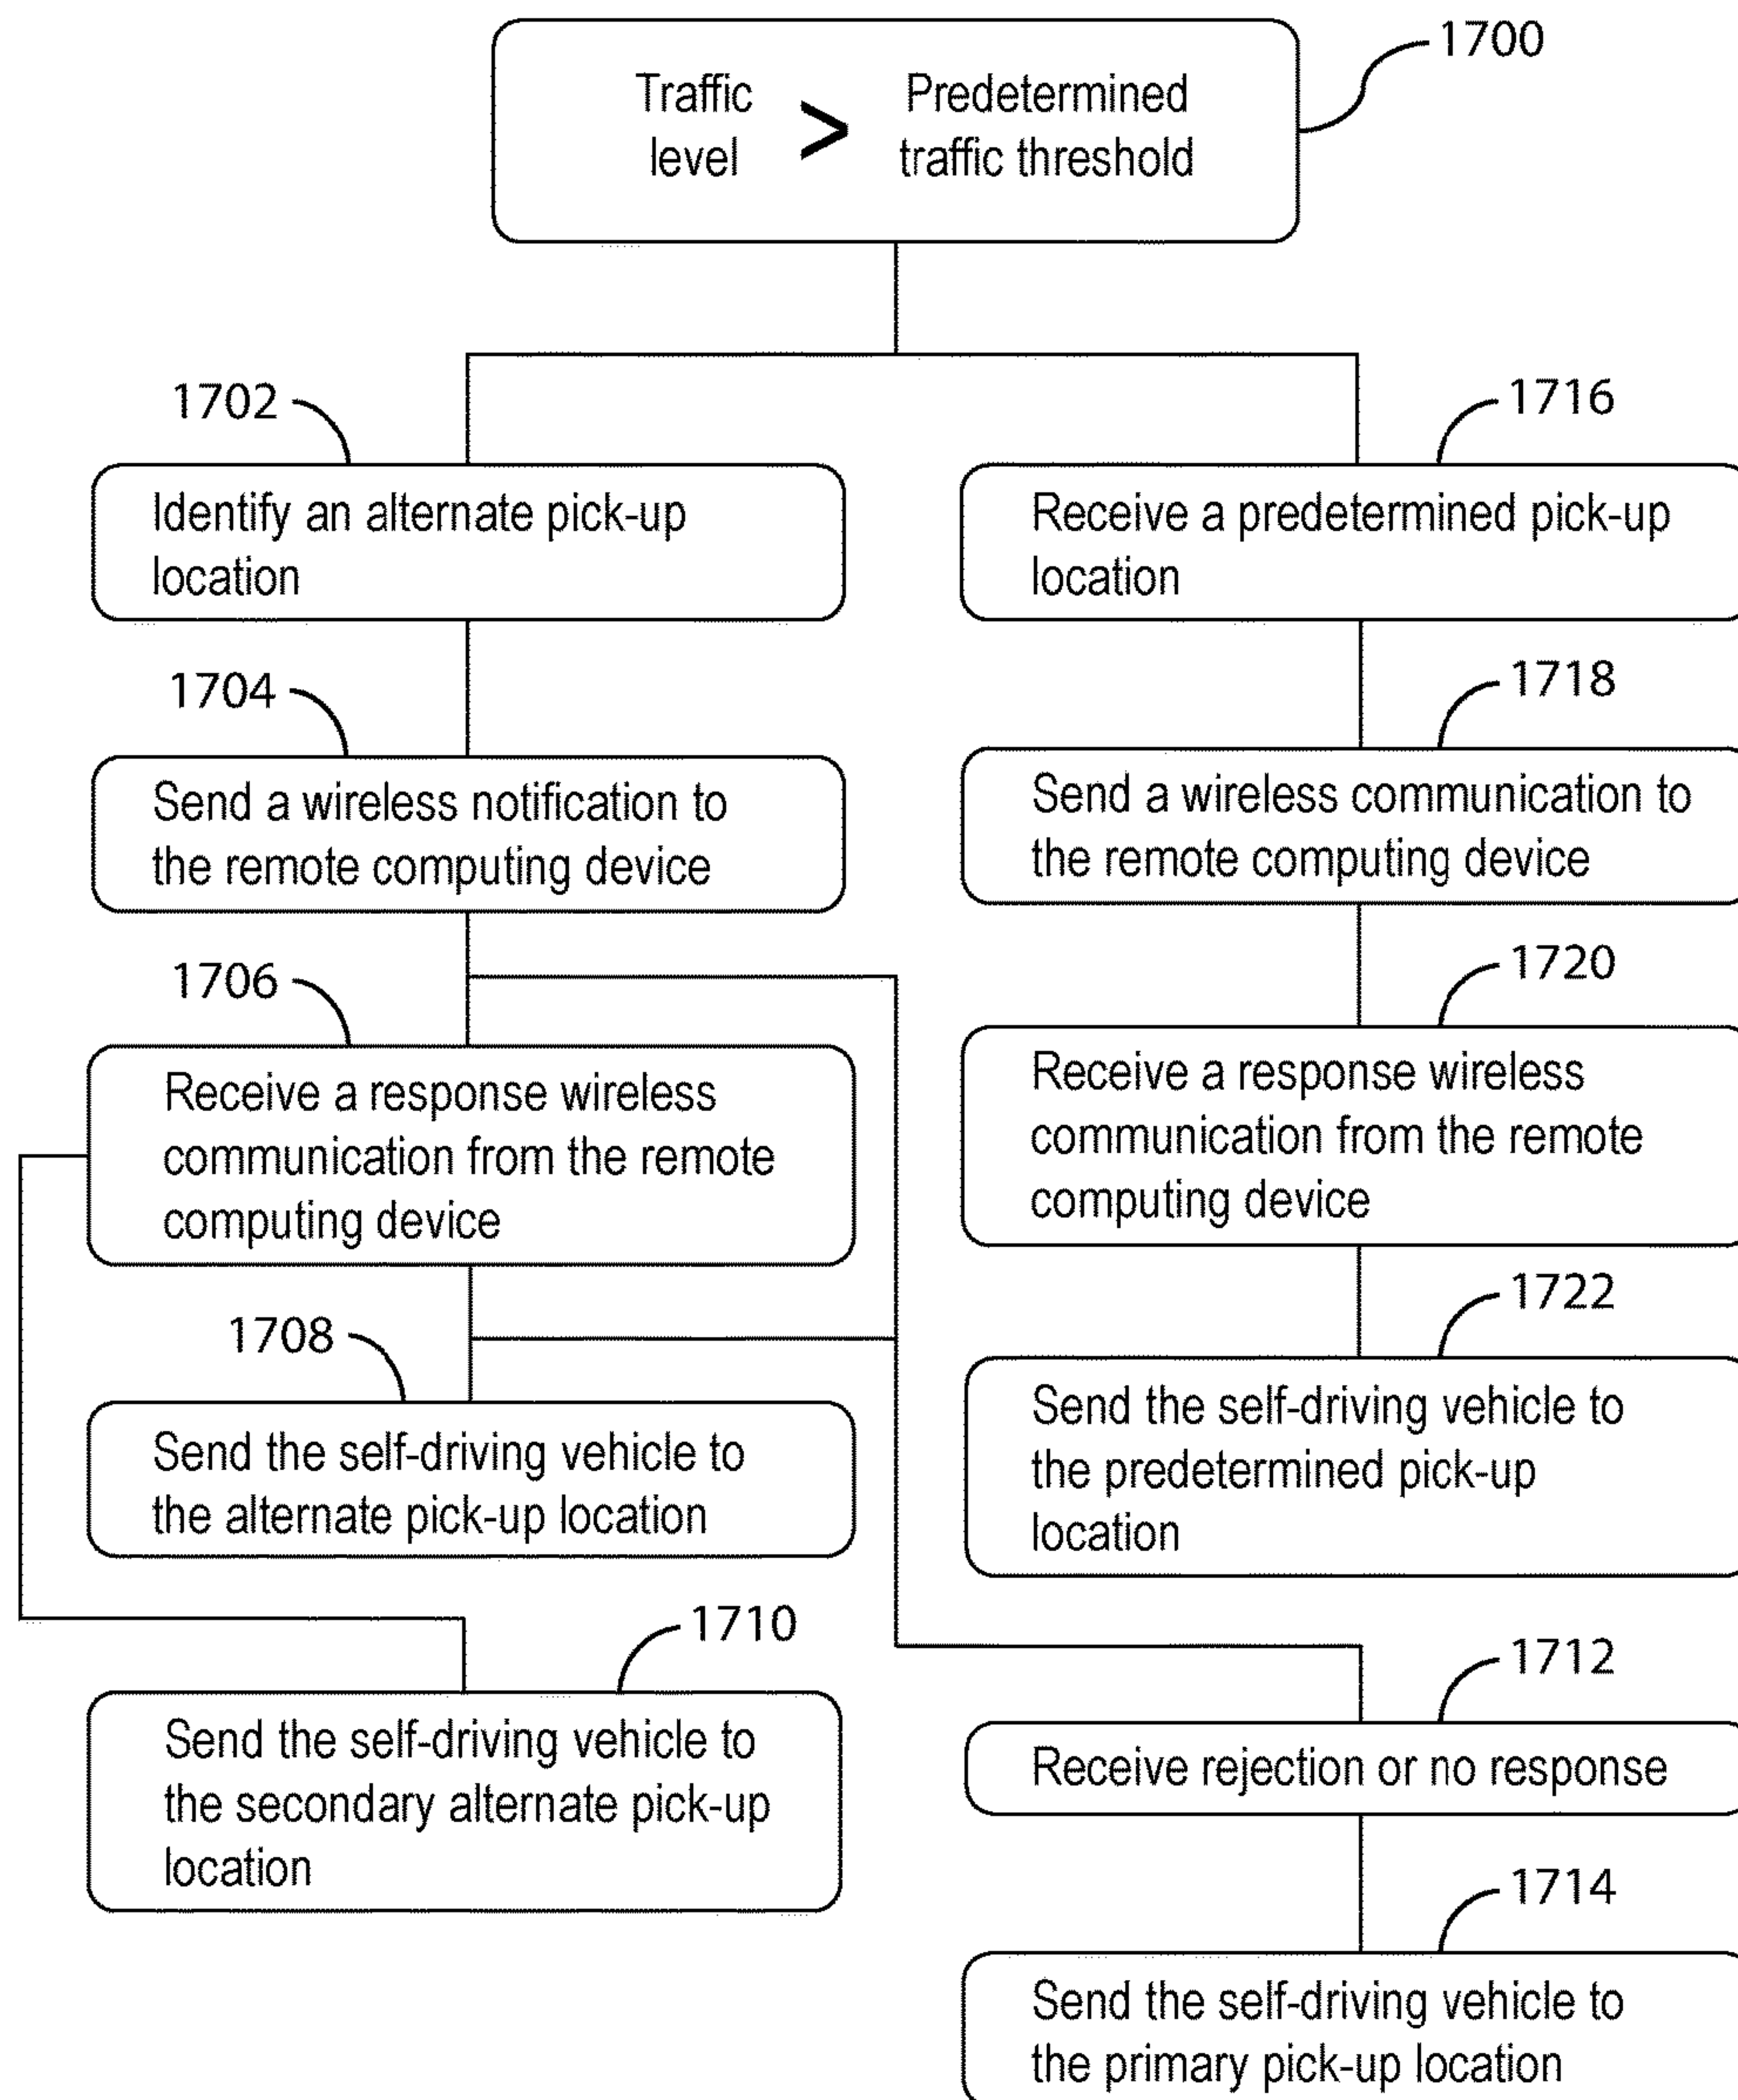 1700
Traffic level > Predetermined traffic threshold
1702
Identify an alternate pick-up
location
1704
Send a wireless notification to
the remote computing device
1706
Receive a response wireless
communication from the remote
computing device
1708
Send the self-driving vehicle to
the alternate pick-up location
1710
Send the self-driving vehicle to
the secondary alternate pick-up
location
1716
Receive a predetermined pick-up
location
1718
Send a wireless communication to
the remote computing device
1720
Receive a response wireless
communication from the remote
computing device
1722
Send the self-driving vehicle to
the predetermined pick-up
location
1712
Receive rejection or no response
1714
Send the self-driving vehicle to
the primary pick-up location